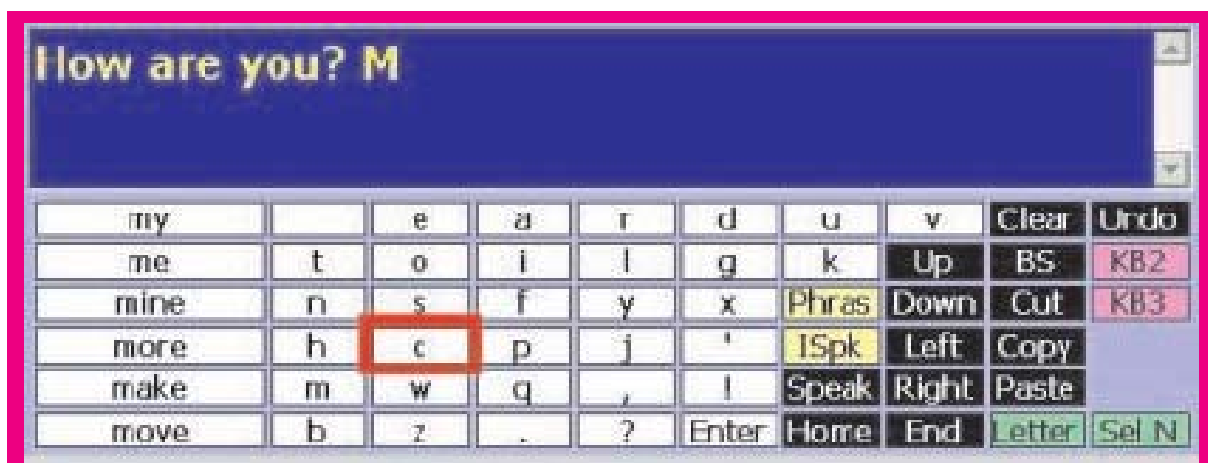 How are you? M
my e a r d u v Clear Undo
me t o i l g k Up BS KB2
mine n s f y x Phras Down Cut KB3
more h c p j ' ISpk Left Copy
make m w q , ! Speak Right Paste
move b z . ? Enter Home End Letter Sel N